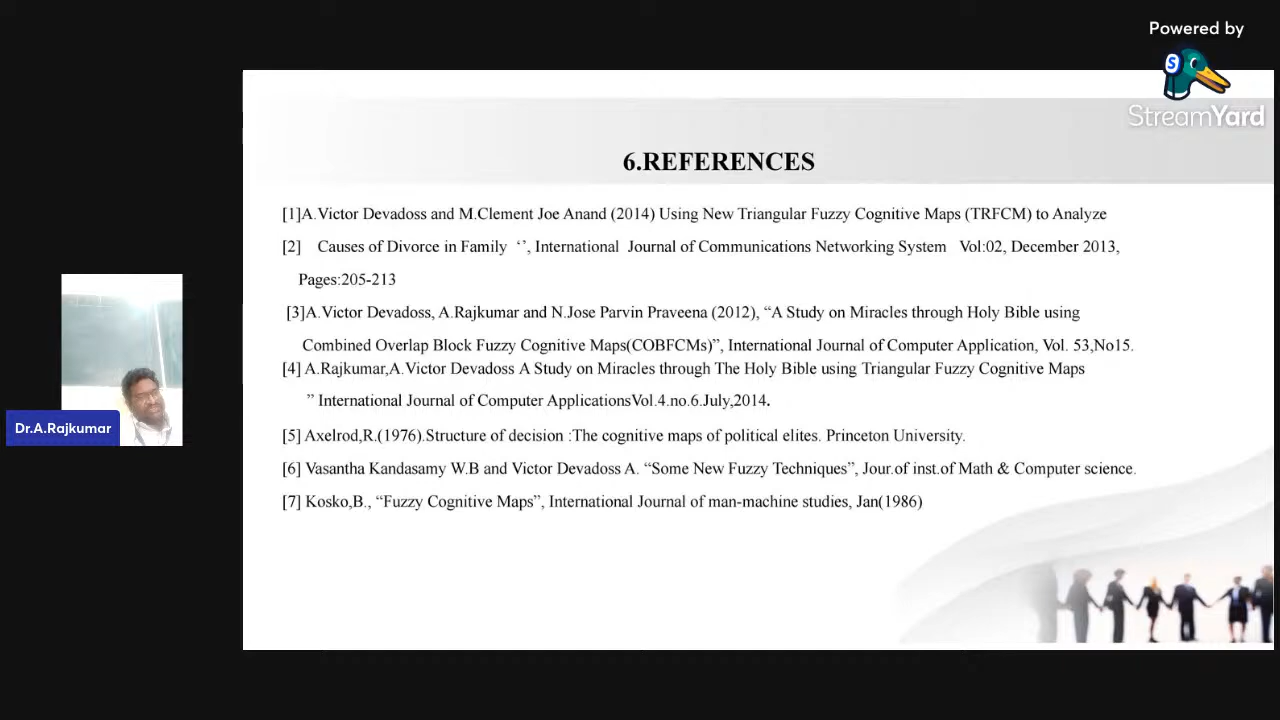 Powered by
StreamYard
6.REFERENCES
[1]A.Victor Devadoss and M.Clement Joe Anand (2014) Using New Triangular Fuzzy Cognitive Maps (TRFCM) to Analyze
[2] Causes of Divorce in Family ‘’, International Journal of Communications Networking System Vol:02, December 2013,
Pages:205-213
[3]A.Victor Devadoss, A.Rajkumar and N.Jose Parvin Praveena (2012), “A Study on Miracles through Holy Bible using
Combined Overlap Block Fuzzy Cognitive Maps(COBFCMs)”, International Journal of Computer Application, Vol. 53,No15.
[4] A.Rajkumar,A.Victor Devadoss A Study on Miracles through The Holy Bible using Triangular Fuzzy Cognitive Maps
” International Journal of Computer ApplicationsVol.4.no.6.July,2014.
[5] Axelrod,R.(1976).Structure of decision :The cognitive maps of political elites. Princeton University.
[6] Vasantha Kandasamy W.B and Victor Devadoss A. “Some New Fuzzy Techniques”, Jour.of inst.of Math & Computer science.
[7] Kosko,B., “Fuzzy Cognitive Maps”, International Journal of man-machine studies, Jan(1986)
Dr.A.Rajkumar